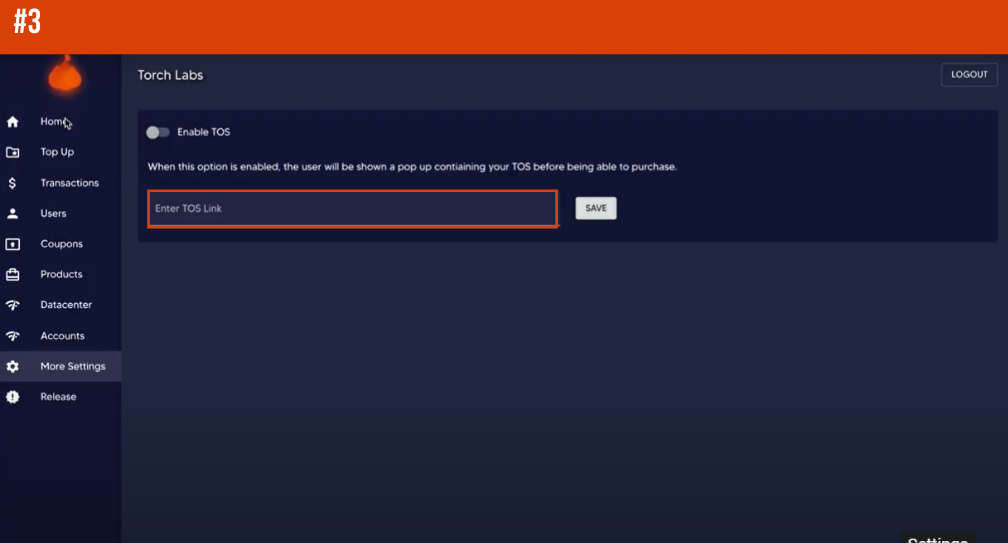 #3
Torch Labs
LOGOUT
Home
Enable TOS
Top Up
When this option is enabled, the user will be shown a pop up contiaining your TOS before being able to purchase.
Transactions
Enter TOS Link
SAVE
Users
Coupons
Products
Datacenter
Accounts
More Settings
Release
Settings